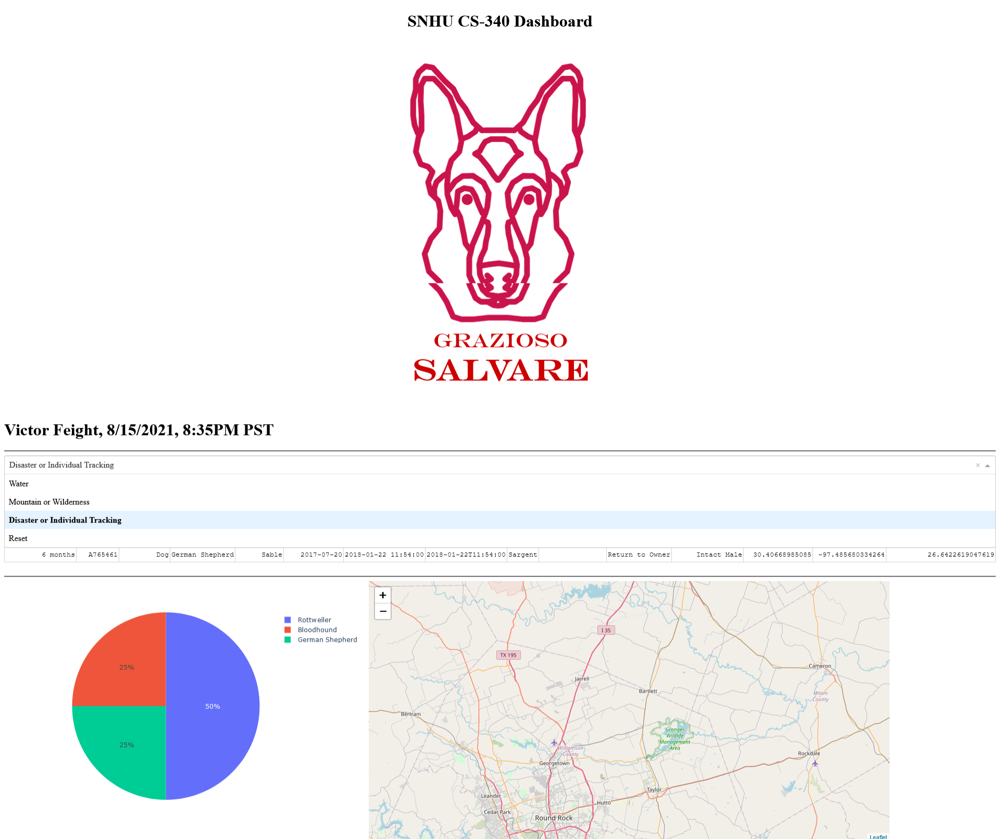 SNHU CS-340 Dashboard
GRAZIOSO
SALVARE
Victor Feight, 8/15/2021, 8:35PM PST
Disaster or Individual Tracking ×
Water
Mountain or Wilderness
Disaster or Individual Tracking
Reset
6 months A765461 Dog German Shepherd Sable 2017-07-20 2018-01-22 11:54:00 2018-01-22T11:54:00 Sargent Return to Owner Intact Male 30.40668985085 -97.485680334264 26.6422619047619
Rottweiler
Bloodhound
German Shepherd
25%
50%
25%
+
−
I 35
TX 195
Cameron
Jarrell
Bartlett
Milam
County
Bertram
Granger
Wildlife
Management
Area
Williamson
County
Rockdale
Georgetown
Taylor
Leander
Hutto
Cedar Park
Round Rock
Leaflet